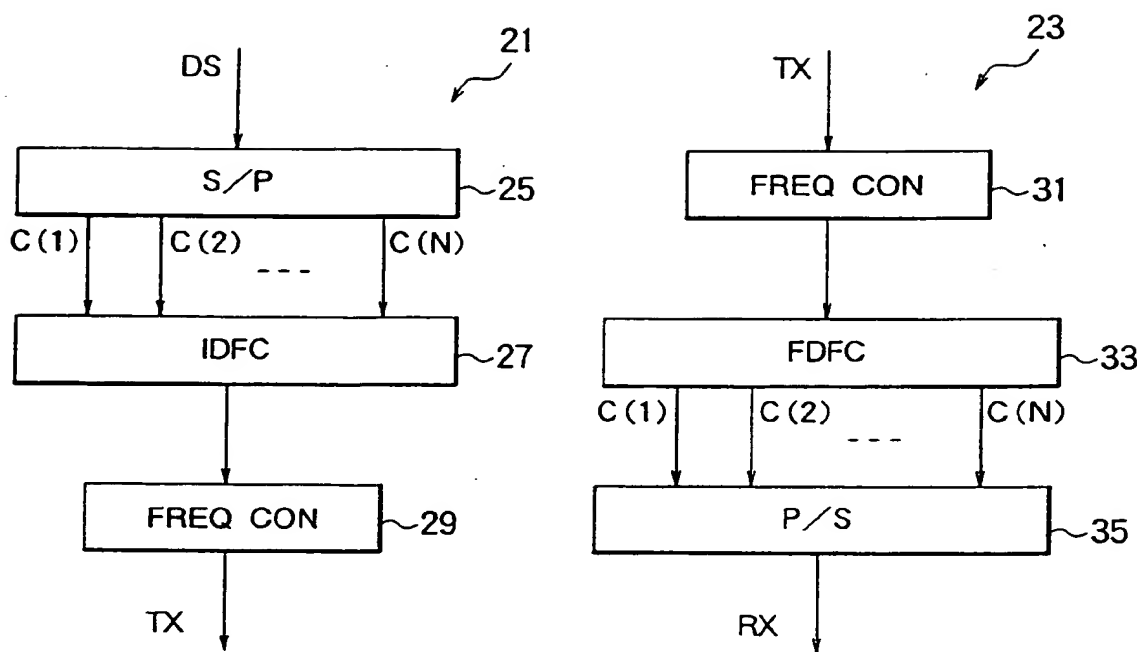 21
DS
S/P
25
C(1) C(2) --- C(N)
IDFC
27
FREQ CON
29
TX
23
TX
FREQ CON
31
FDFC
33
C(1) C(2) --- C(N)
P/S
35
RX